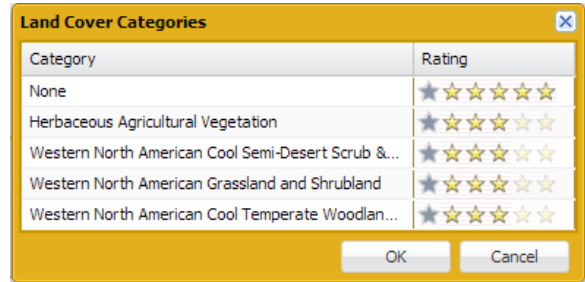 Land Cover Categories
Category Rating
None
Herbaceous Agricultural Vegetation
Western North American Cool Semi-Desert Scrub &...
Western North American Grassland and Shrubland
Western North American Cool Temperate Woodlan...
OK Cancel